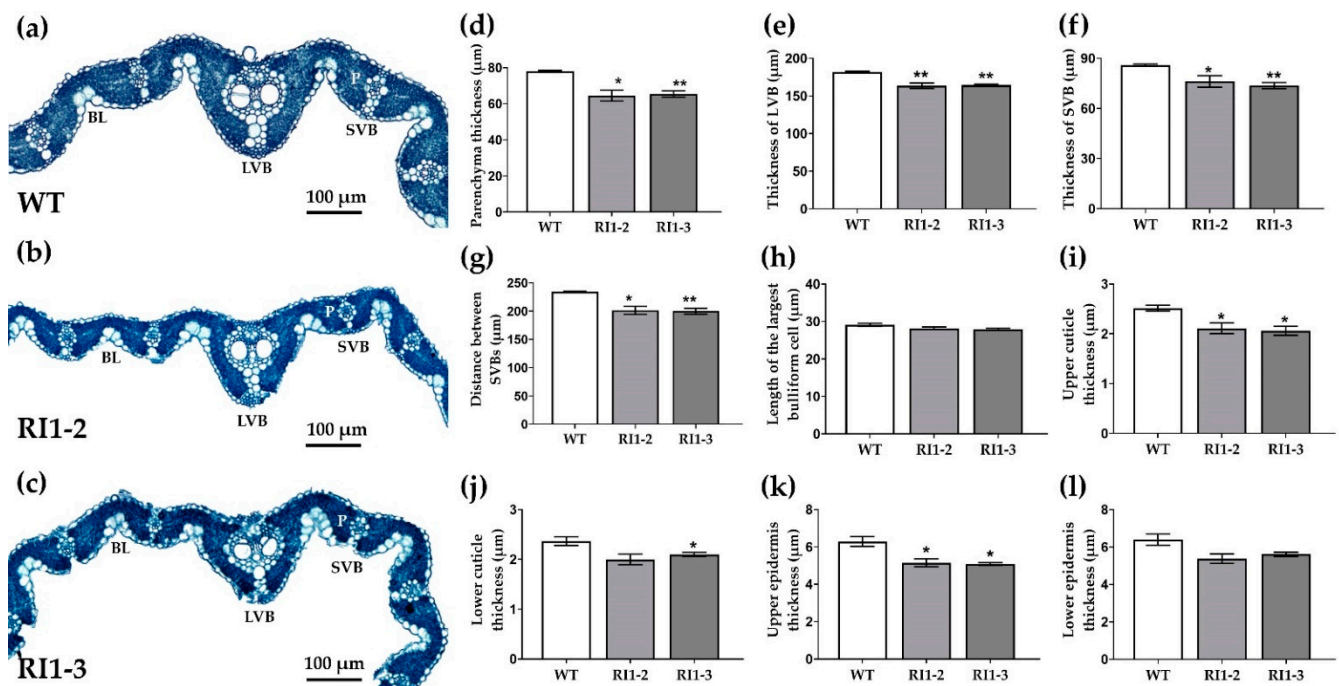 (a)
P
BL
SVB
LVB
WT
100 µm
(b)
P
BL
SVB
LVB
RI1-2
100 µm
(c)
P
BL
SVB
LVB
RI1-3
100 µm
(d)
Parenchyma thickness (µm)
80
60
40
20
0
*
**
WT RI1-2 RI1-3
(e)
Thickness of LVB (µm)
200
150
100
50
0
**
**
WT RI1-2 RI1-3
(f)
Thickness of SVB (µm)
90
60
30
0
*
**
WT RI1-2 RI1-3
(g)
Distance between
SVBs (µm)
250
200
150
100
50
0
*
**
WT RI1-2 RI1-3
(h)
Length of the largest
bulliform cell (µm)
40
30
20
10
0
WT RI1-2 RI1-3
(i)
Upper cuticle
thickness (µm)
3
2
1
0
*
*
WT RI1-2 RI1-3
(j)
Lower cuticle
thickness (µm)
3
2
1
0
*
WT RI1-2 RI1-3
(k)
Upper epidermis
thickness (µm)
8
6
4
2
0
*
*
WT RI1-2 RI1-3
(l)
Lower epidermis
thickness (µm)
8
6
4
2
0
WT RI1-2 RI1-3